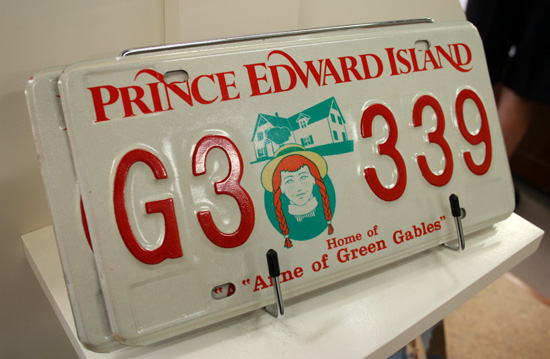 PRINCE EDWARD ISLAND
G3 339
Home of
"Anne of Green Gables"